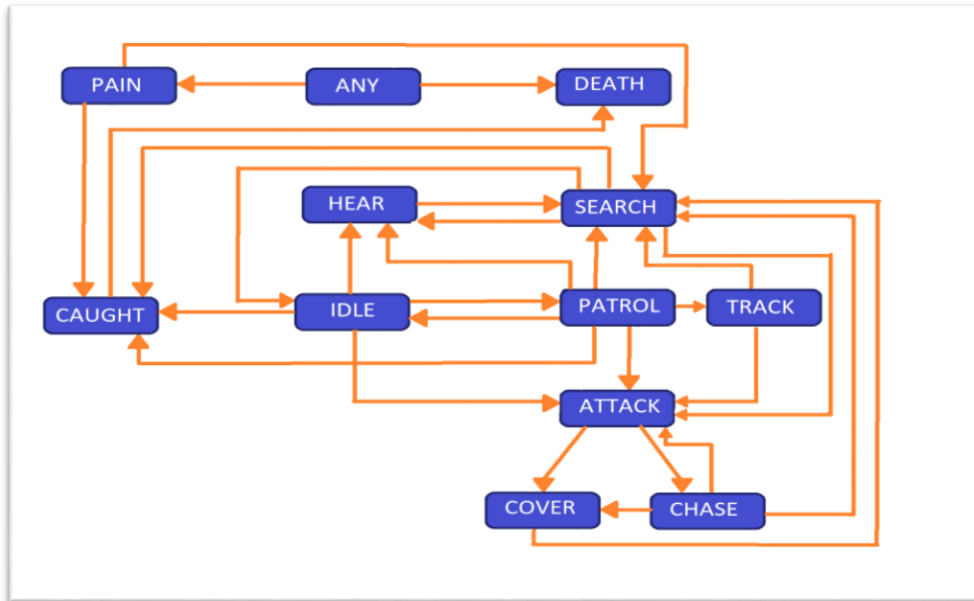 PAIN
ANY
DEATH
HEAR
SEARCH
CAUGHT
IDLE
PATROL
TRACK
ATTACK
COVER
CHASE